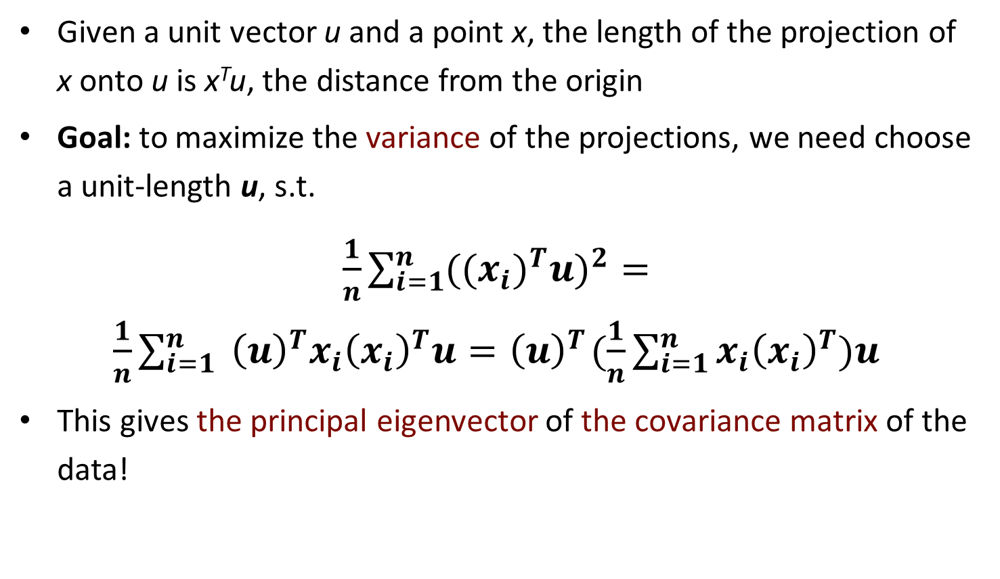 • Given a unit vector u and a point x, the length of the projection of
x onto u is xᵀu, the distance from the origin
• Goal: to maximize the variance of the projections, we need choose
a unit-length u, s.t.
\frac{1}{n}\sum_{i=1}^{n}((x_i)^T u)^2 =
\frac{1}{n}\sum_{i=1}^{n} (u)^T x_i(x_i)^T u = (u)^T(\frac{1}{n}\sum_{i=1}^{n} x_i(x_i)^T)u
• This gives the principal eigenvector of the covariance matrix of the
data!